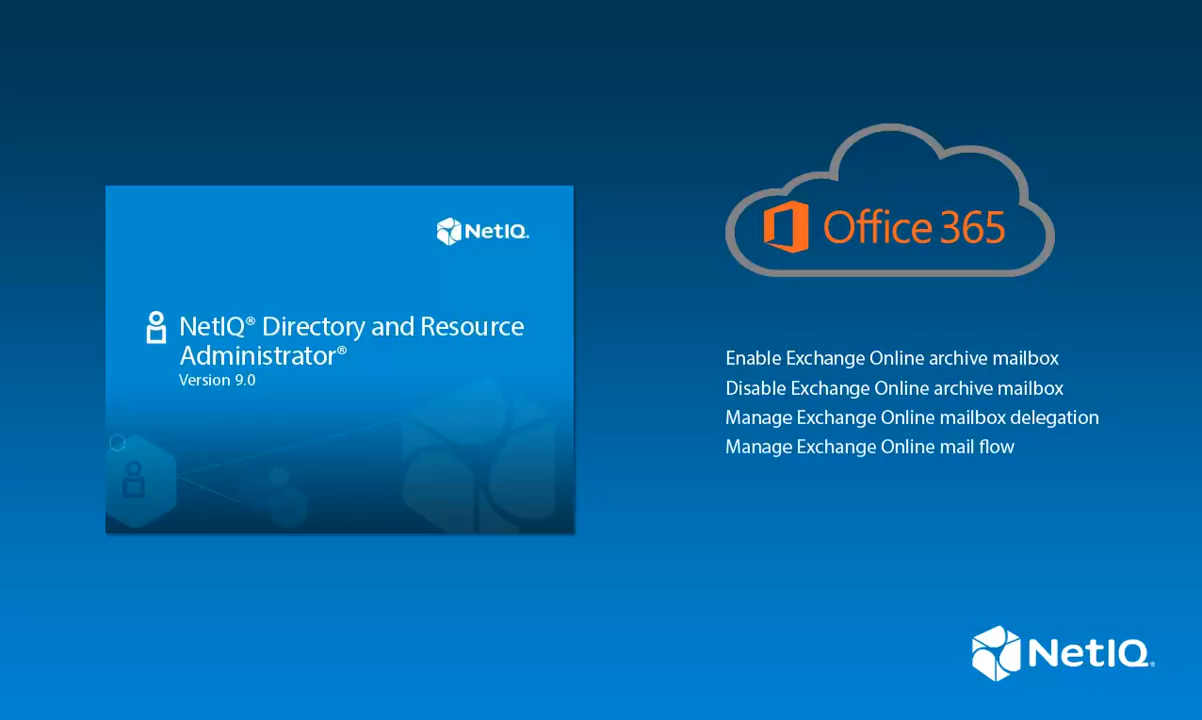 NetIQ®
NetIQ® Directory and Resource
Administrator®
Version 9.0
Office 365
Enable Exchange Online archive mailbox
Disable Exchange Online archive mailbox
Manage Exchange Online mailbox delegation
Manage Exchange Online mail flow
NetIQ®